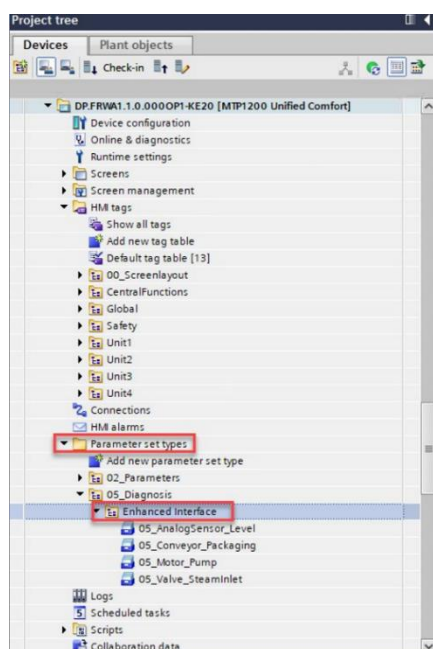 Project tree
Devices Plant objects
Check-in
DP.FRWA1.1.0.000OP1-KE20 [MTP1200 Unified Comfort]
Device configuration
Online & diagnostics
Runtime settings
Screens
Screen management
HMI tags
Show all tags
Add new tag table
Default tag table [13]
00_Screenlayout
CentralFunctions
Global
Safety
Unit1
Unit2
Unit3
Unit4
Connections
HMI alarms
Parameter set types
Add new parameter set type
02_Parameters
05_Diagnosis
Enhanced Interface
05_AnalogSensor_Level
05_Conveyor_Packaging
05_Motor_Pump
05_Valve_SteamInlet
Logs
Scheduled tasks
Scripts
Collaboration data